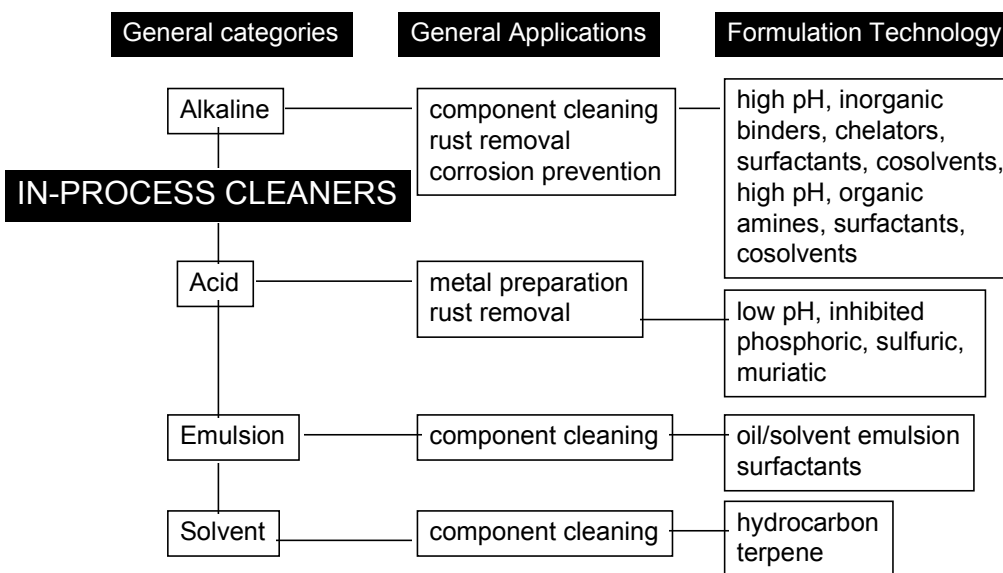 General categories
General Applications
Formulation Technology
Alkaline
component cleaning
rust removal
corrosion prevention
high pH, inorganic
binders, chelators,
surfactants, cosolvents,
high pH, organic
amines, surfactants,
cosolvents
IN-PROCESS CLEANERS
Acid
metal preparation
rust removal
low pH, inhibited
phosphoric, sulfuric,
muriatic
Emulsion
component cleaning
oil/solvent emulsion
surfactants
Solvent
component cleaning
hydrocarbon
terpene